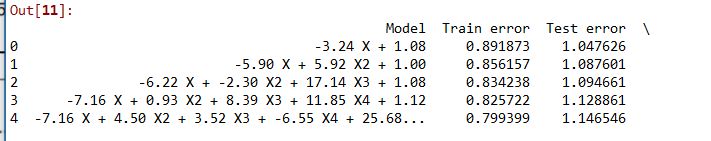 Out[11]:
Model Train error Test error \
0 -3.24 X + 1.08 0.891873 1.047626
1 -5.90 X + 5.92 X2 + 1.00 0.856157 1.087601
2 -6.22 X + -2.30 X2 + 17.14 X3 + 1.08 0.834238 1.094661
3 -7.16 X + 0.93 X2 + 8.39 X3 + 11.85 X4 + 1.12 0.825722 1.128861
4 -7.16 X + 4.50 X2 + 3.52 X3 + -6.55 X4 + 25.68... 0.799399 1.146546